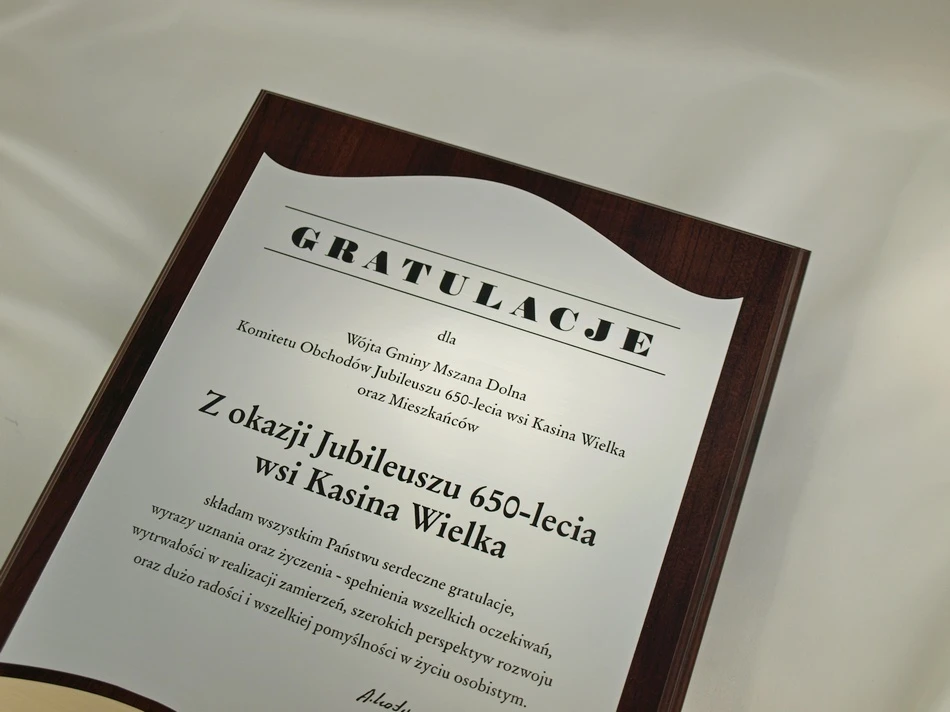 GRATULACJE
dla
Wójta Gminy Mszana Dolna
Komitetu Obchodów Jubileuszu 650-lecia wsi Kasina Wielka
oraz Mieszkańców
Z okazji Jubileuszu 650-lecia
wsi Kasina Wielka
składam wszystkim Państwu serdeczne gratulacje,
wyrazy uznania oraz życzenia - spełnienia wszelkich oczekiwań,
wytrwałości w realizacji zamierzeń, szerokich perspektyw rozwoju
oraz dużo radości i wszelkiej pomyślności w życiu osobistym.